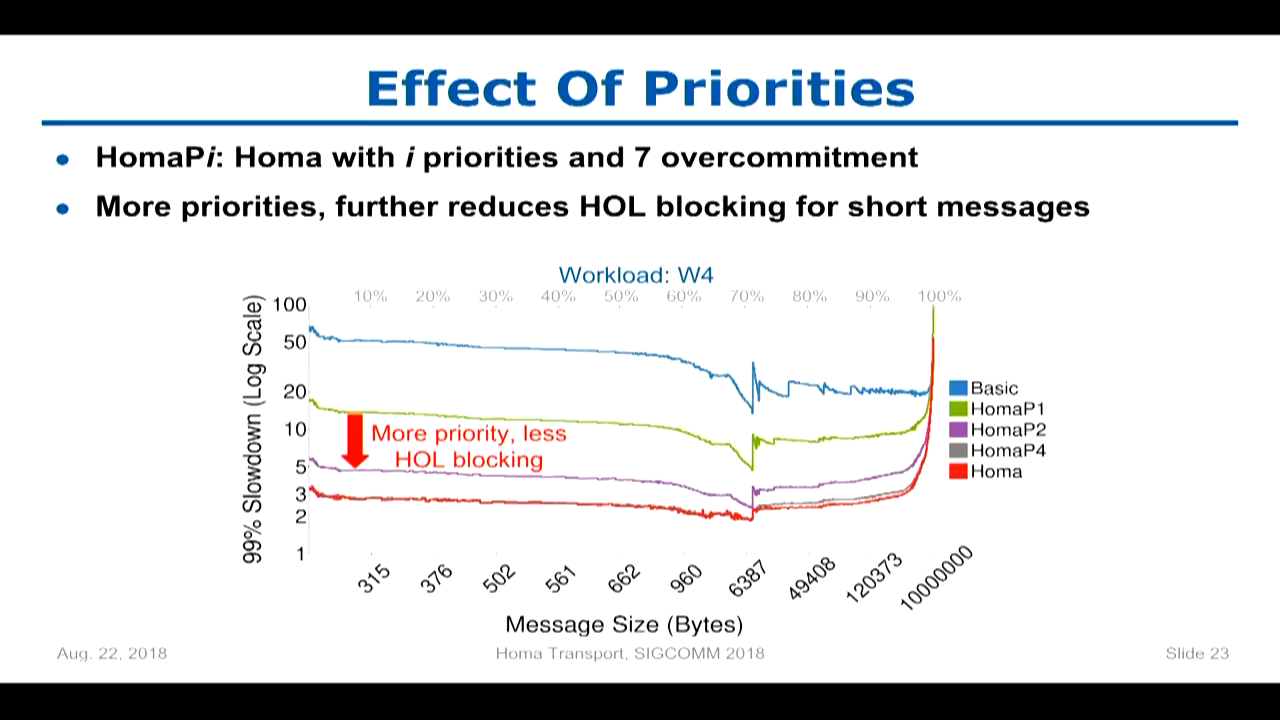 Effect Of Priorities
HomaPi: Homa with i priorities and 7 overcommitment
More priorities, further reduces HOL blocking for short messages
Workload: W4
10% 20% 30% 40% 50% 60% 70% 80% 90% 100%
99% Slowdown (Log Scale)
100
50
20
10
5
3
2
1
More priority, less
HOL blocking
Basic
HomaP1
HomaP2
HomaP4
Homa
315 376 502 561 662 960 6387 49408 120373 10000000
Message Size (Bytes)
Aug. 22, 2018
Homa Transport, SIGCOMM 2018
Slide 23